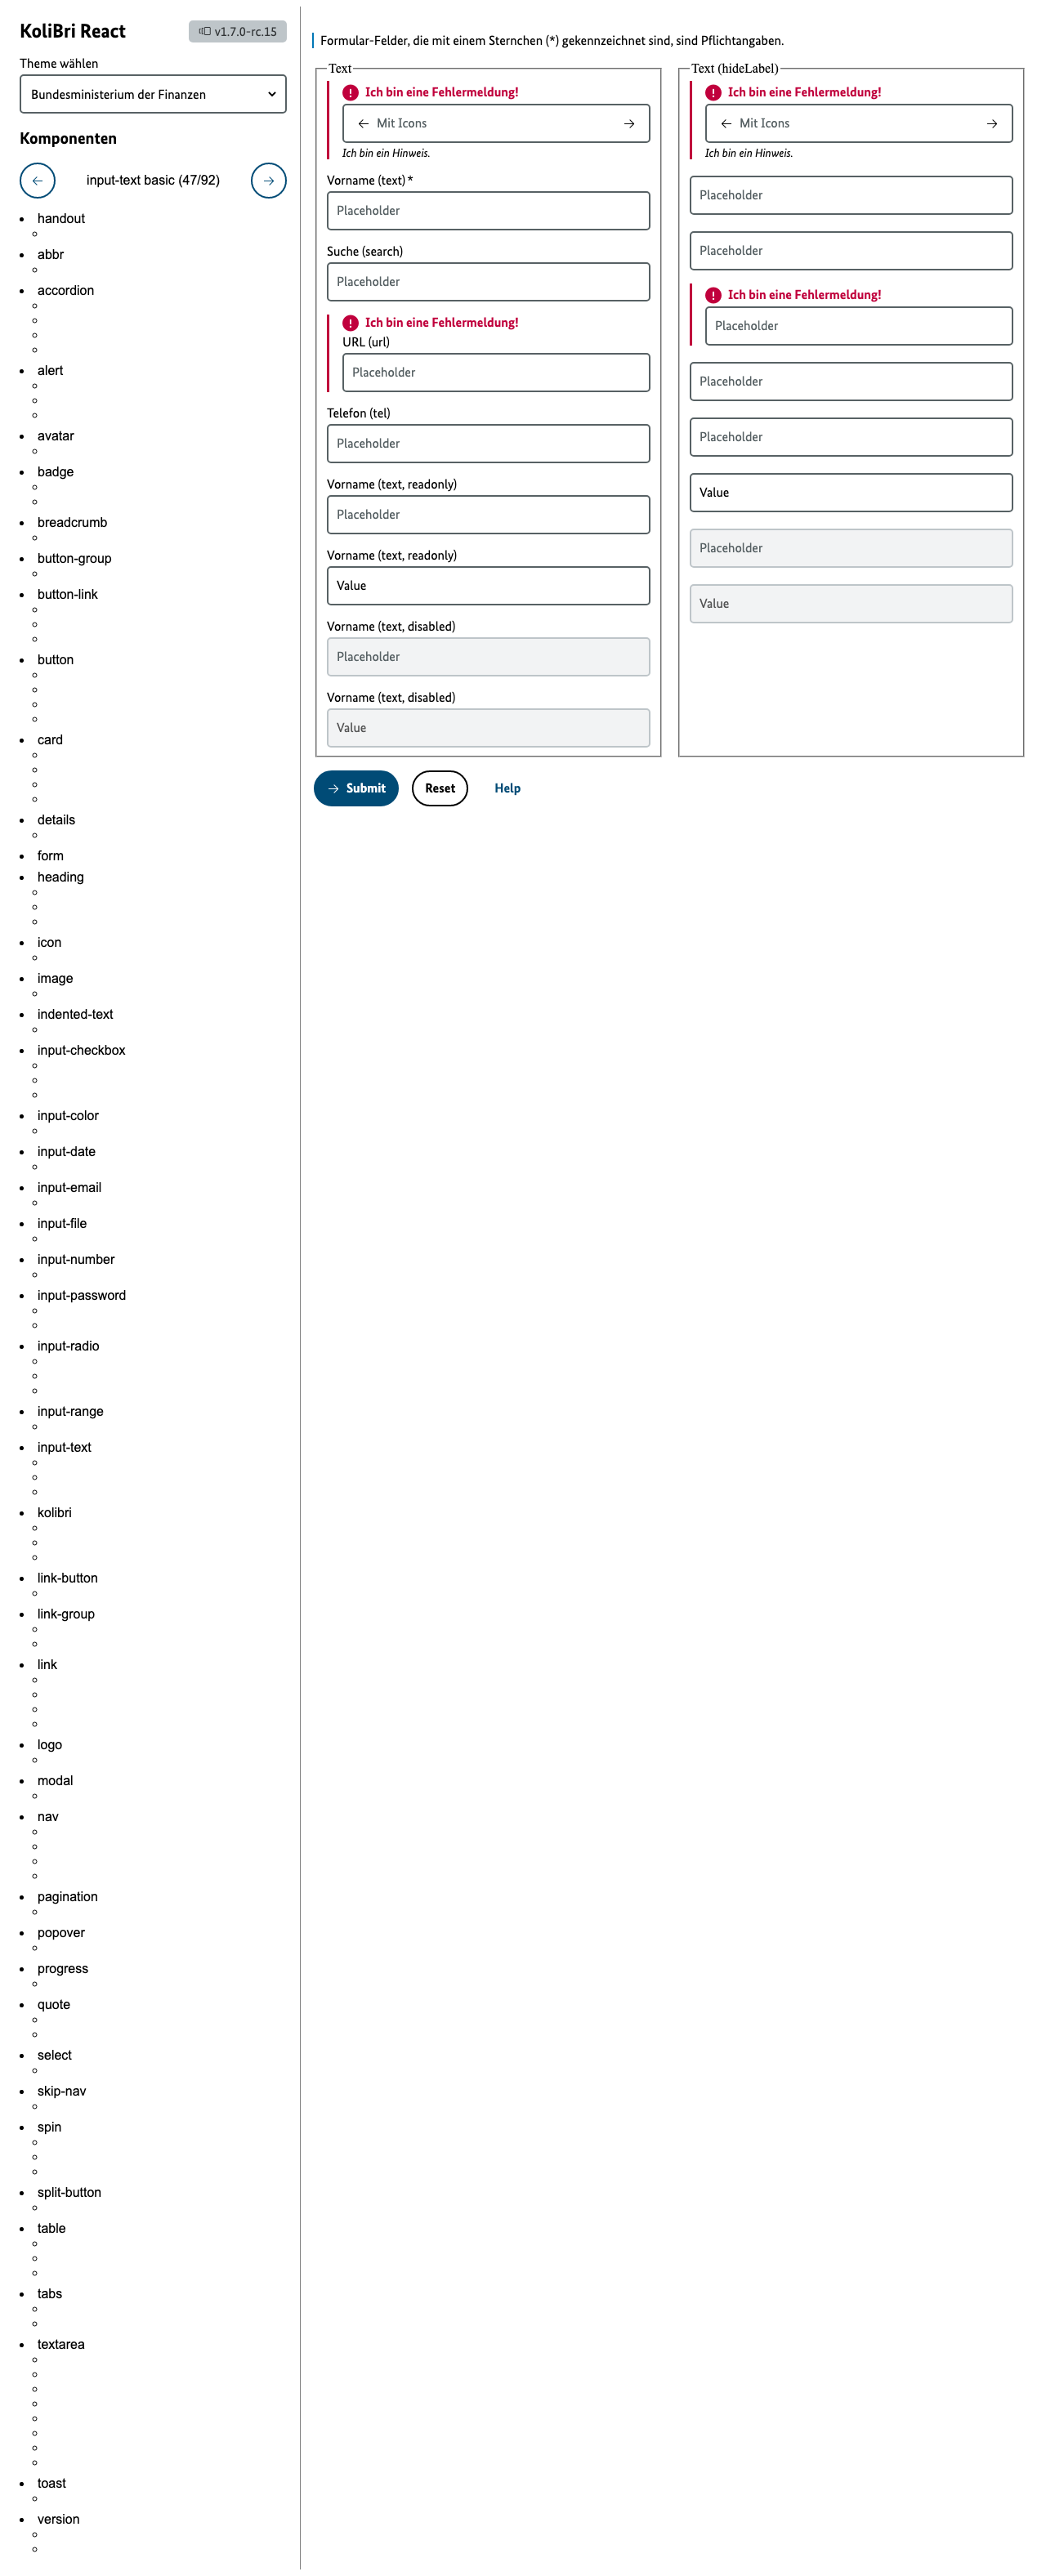 KoliBri React
v1.7.0-rc.15
Theme wählen
Bundesministerium der Finanzen
Komponenten
input-text basic (47/92)
handout
abbr
accordion
alert
avatar
badge
breadcrumb
button-group
button-link
button
card
details
form
heading
icon
image
indented-text
input-checkbox
input-color
input-date
input-email
input-file
input-number
input-password
input-radio
input-range
input-text
kolibri
link-button
link-group
link
logo
modal
nav
pagination
popover
progress
quote
select
skip-nav
spin
split-button
table
tabs
textarea
toast
version
Formular-Felder, die mit einem Sternchen (*) gekennzeichnet sind, sind Pflichtangaben.
Text
Ich bin eine Fehlermeldung!
Mit Icons
Ich bin ein Hinweis.
Vorname (text) *
Placeholder
Suche (search)
Placeholder
Ich bin eine Fehlermeldung!
URL (url)
Placeholder
Telefon (tel)
Placeholder
Vorname (text, readonly)
Placeholder
Vorname (text, readonly)
Value
Vorname (text, disabled)
Placeholder
Vorname (text, disabled)
Value
Text (hideLabel)
Ich bin eine Fehlermeldung!
Mit Icons
Ich bin ein Hinweis.
Placeholder
Placeholder
Ich bin eine Fehlermeldung!
Placeholder
Placeholder
Placeholder
Value
Placeholder
Value
Submit
Reset
Help